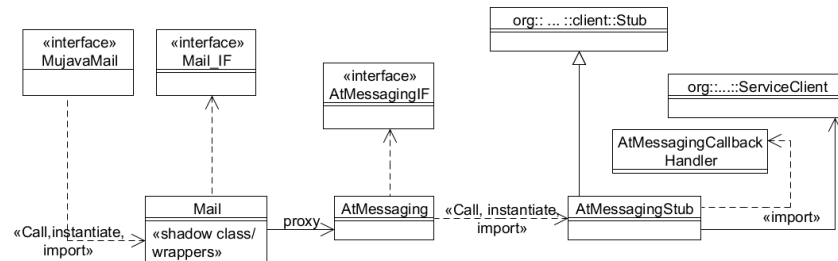 org:: ... ::client::Stub
«interface»
MujavaMail
«interface»
Mail_IF
«interface»
AtMessagingIF
org::...::ServiceClient
AtMessagingCallback
Handler
Mail
«shadow class/
wrappers»
«Call,instantiate,
import»
proxy
AtMessaging
«Call, instantiate,
import»
AtMessagingStub
«import»